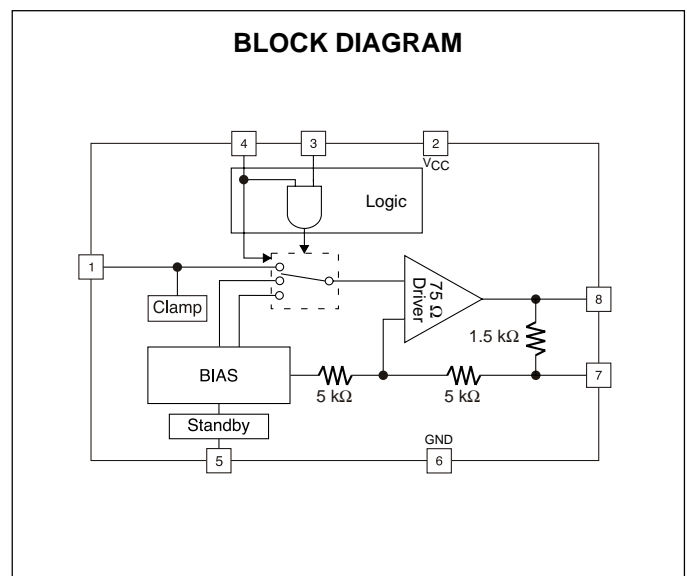 BLOCK DIAGRAM
4
3
2
VCC
Logic
1
Clamp
75 Ω
Driver
8
1.5 kΩ
BIAS
5 kΩ
5 kΩ
7
Standby
GND
5
6